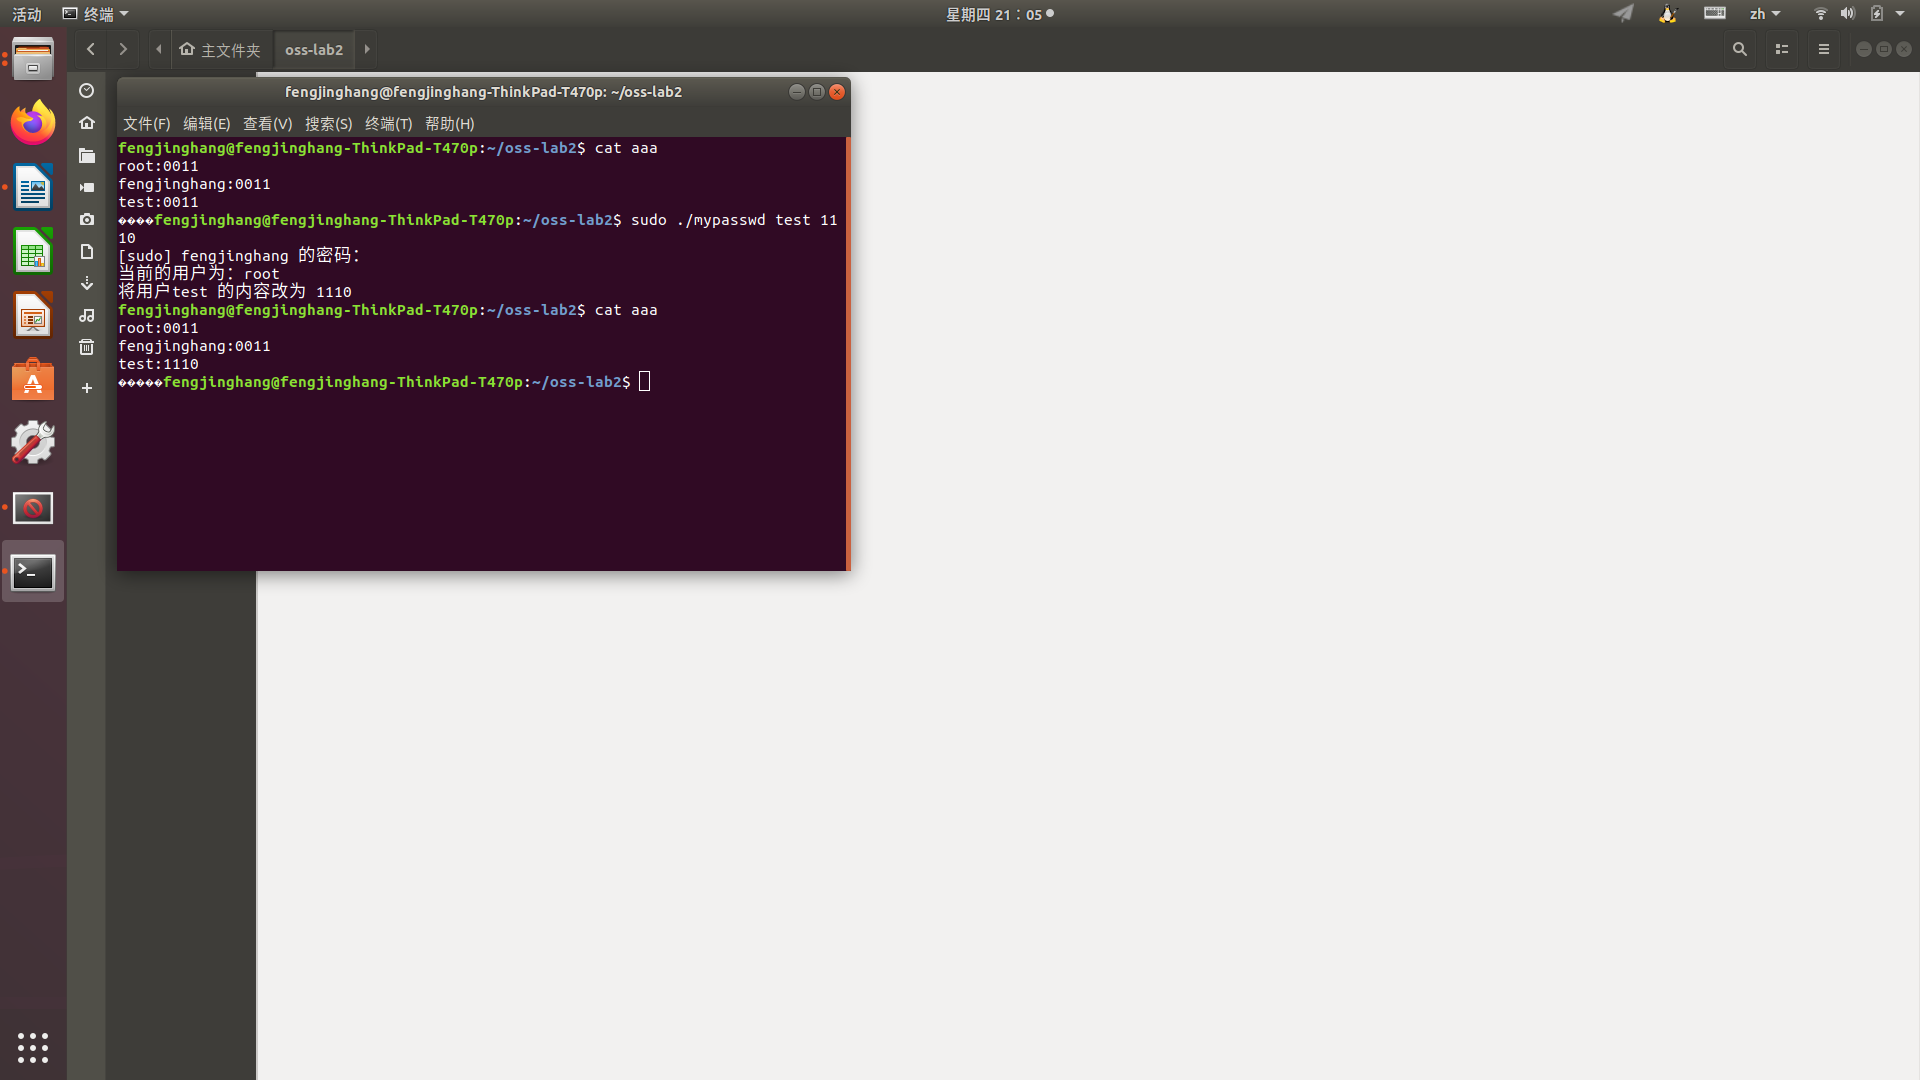 活动 终端 星期四 21：05 zh
主文件夹 oss-lab2
fengjinghang@fengjinghang-ThinkPad-T470p: ~/oss-lab2
文件(F) 编辑(E) 查看(V) 搜索(S) 终端(T) 帮助(H)
fengjinghang@fengjinghang-ThinkPad-T470p:~/oss-lab2$ cat aaa
root:0011
fengjinghang:0011
test:0011
����fengjinghang@fengjinghang-ThinkPad-T470p:~/oss-lab2$ sudo ./mypasswd test 11
10
[sudo] fengjinghang 的密码：
当前的用户为：root
将用户test 的内容改为 1110
fengjinghang@fengjinghang-ThinkPad-T470p:~/oss-lab2$ cat aaa
root:0011
fengjinghang:0011
test:1110
�����fengjinghang@fengjinghang-ThinkPad-T470p:~/oss-lab2$